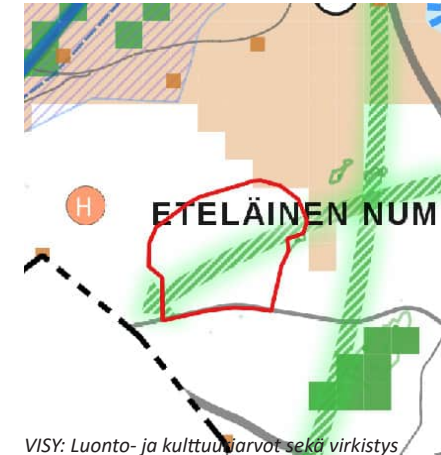 H
ETELÄINEN NUM
VISY: Luonto- ja kulttuuriarvot sekä virkistys